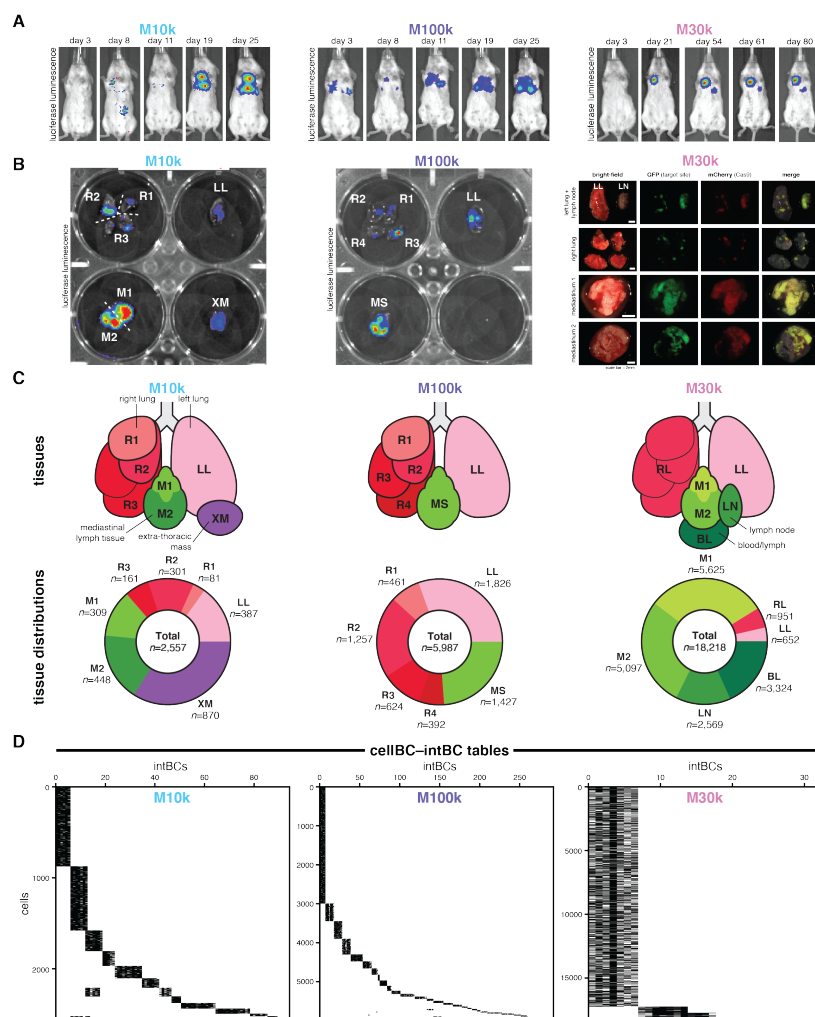 A
M10k
M100k
M30k
day 3 day 8 day 11 day 19 day 25
day 3 day 8 day 11 day 19 day 25
day 3 day 21 day 54 day 61 day 80
luciferase luminescence
luciferase luminescence
luciferase luminescence
B
M10k
M100k
M30k
luciferase luminescence
R2
R1
R3
LL
M1
M2
XM
luciferase luminescence
R2
R1
R4
R3
LL
MS
bright-field GFP (target site) mCherry (Cas9) merge
LL LN
left lung +
lymph node
right lung
mediastinum 1
mediastinum 2
C
tissues
M10k
right lung
left lung
R1
R2
R3
LL
M1
M2
XM
mediastinal
lymph tissue
extra-thoracic
mass
M100k
R1
R2
R3
R4
LL
MS
M30k
RL
LL
M1
M2
LN
BL
lymph node
blood/lymph
tissue distributions
R3
n=161
R2
n=301
R1
n=81
M1
n=309
LL
n=387
Total
n=2,557
M2
n=448
XM
n=870
R1
n=461
LL
n=1,826
R2
n=1,257
Total
n=5,987
R3
n=624
R4
n=392
MS
n=1,427
M1
n=5,625
RL
n=951
LL
n=652
Total
n=18,218
M2
n=5,097
BL
n=3,324
LN
n=2,569
D
cellBC–intBC tables
intBCs
intBCs
intBCs
0 20 40 60 80
0 50 100 150 200 250
0 10 20 30
M10k
M100k
M30k
cells
0
1000
2000
0
1000
2000
3000
4000
5000
0
5000
10000
15000